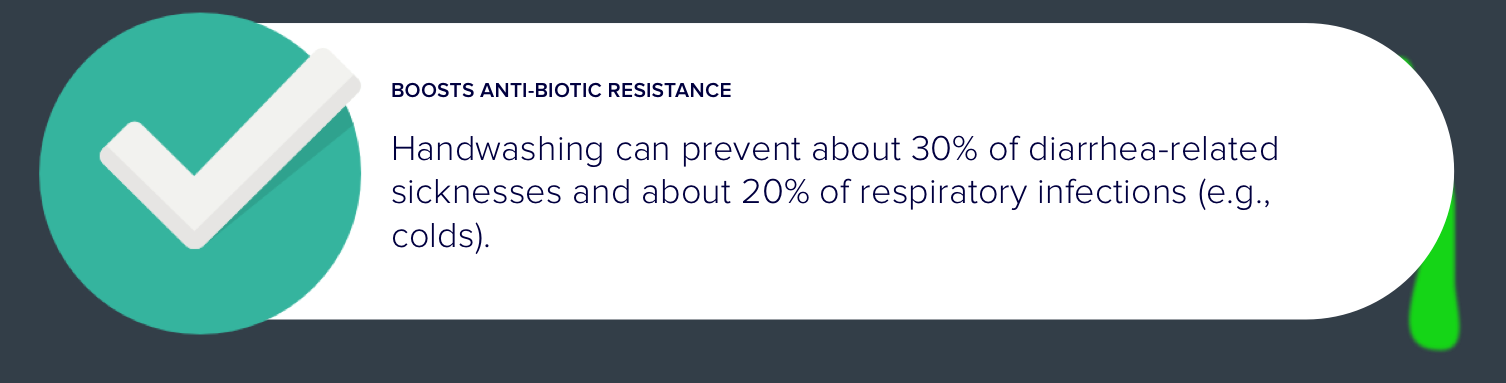 BOOSTS ANTI-BIOTIC RESISTANCE
Handwashing can prevent about 30% of diarrhea-related
sicknesses and about 20% of respiratory infections (e.g.,
colds).